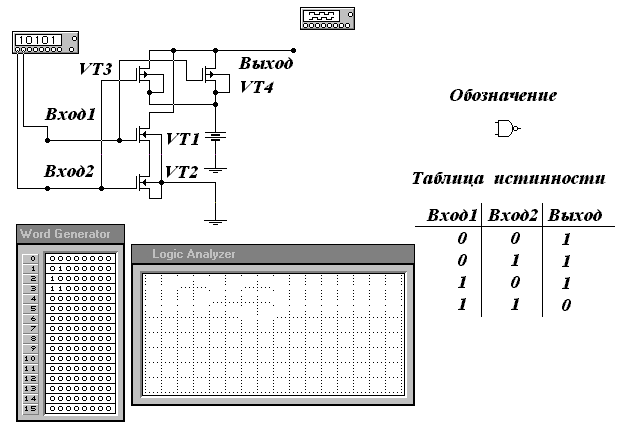 10101
VT3
Выход
VT4
Вход1
VT1
Вход2
VT2
Обозначение
Таблица истинности
Вход1 Вход2 Выход
0 0 1
0 1 1
1 0 1
1 1 0
Word Generator
0 00000000
1 01000000
2 10000000
3 11000000
4 00000000
5 00000000
6 00000000
7 00000000
8 00000000
9 00000000
10 00000000
11 00000000
12 00000000
13 00000000
14 00000000
15 00000000
Logic Analyzer